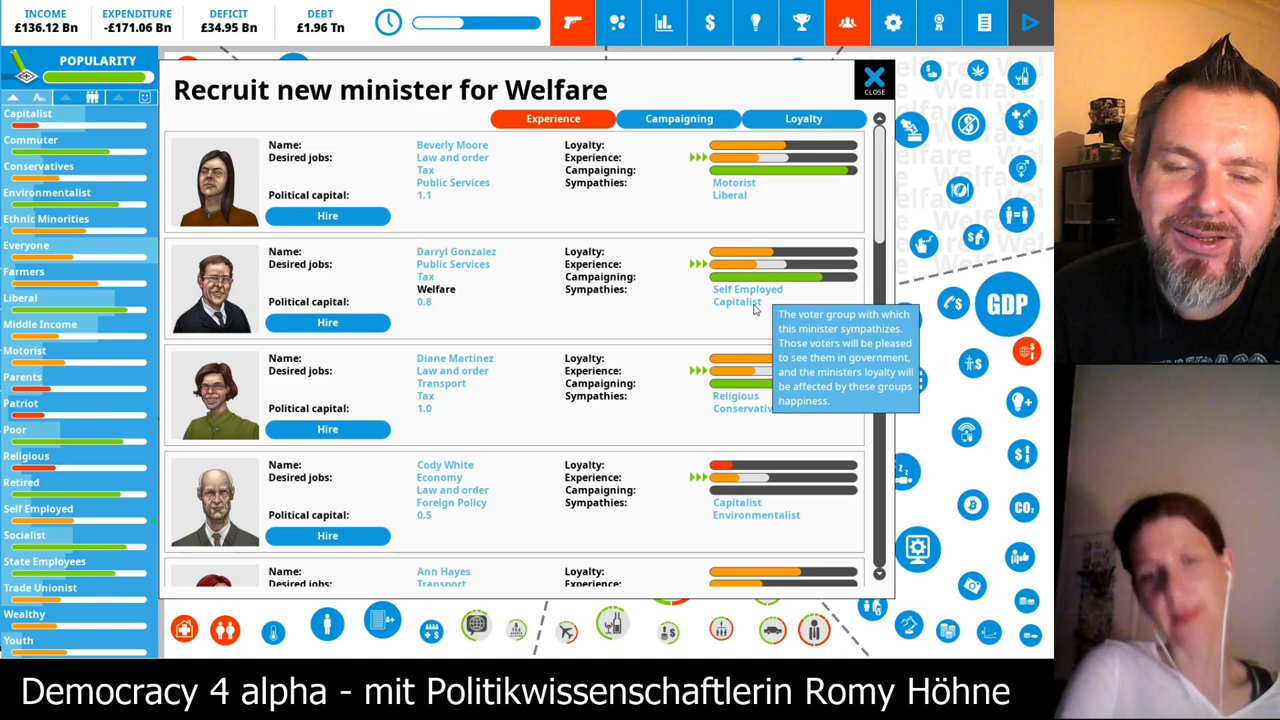 INCOME
£136.12 Bn
EXPENDITURE
-£171.06 Bn
DEFICIT
£34.95 Bn
DEBT
£1.96 Tn
POPULARITY
Capitalist
Commuter
Conservatives
Environmentalist
Ethnic Minorities
Everyone
Farmers
Liberal
Middle Income
Motorist
Parents
Patriot
Poor
Religious
Retired
Self Employed
Socialist
State Employees
Trade Unionist
Wealthy
Youth
Recruit new minister for Welfare
CLOSE
Experience
Campaigning
Loyalty
Name: Beverly Moore
Desired jobs: Law and order
Tax
Public Services
Political capital: 1.1
Hire
Loyalty:
Experience:
Campaigning:
Sympathies: Motorist
Liberal
Name: Darryl Gonzalez
Desired jobs: Public Services
Tax
Welfare
Political capital: 0.8
Hire
Loyalty:
Experience:
Campaigning:
Sympathies: Self Employed
Capitalist
The voter group with which
this minister sympathizes.
Those voters will be pleased
to see them in government,
and the ministers loyalty will
be affected by these groups
happiness.
Name: Diane Martinez
Desired jobs: Law and order
Transport
Tax
Political capital: 1.0
Hire
Loyalty:
Experience:
Campaigning:
Sympathies: Religious
Conservativ
Name: Cody White
Desired jobs: Economy
Law and order
Foreign Policy
Political capital: 0.5
Hire
Loyalty:
Experience:
Campaigning:
Sympathies: Capitalist
Environmentalist
Name: Ann Hayes
Desired jobs: Transport
Loyalty:
Experience:
GDP
CO2
Democracy 4 alpha - mit Politikwissenschaftlerin Romy Höhne